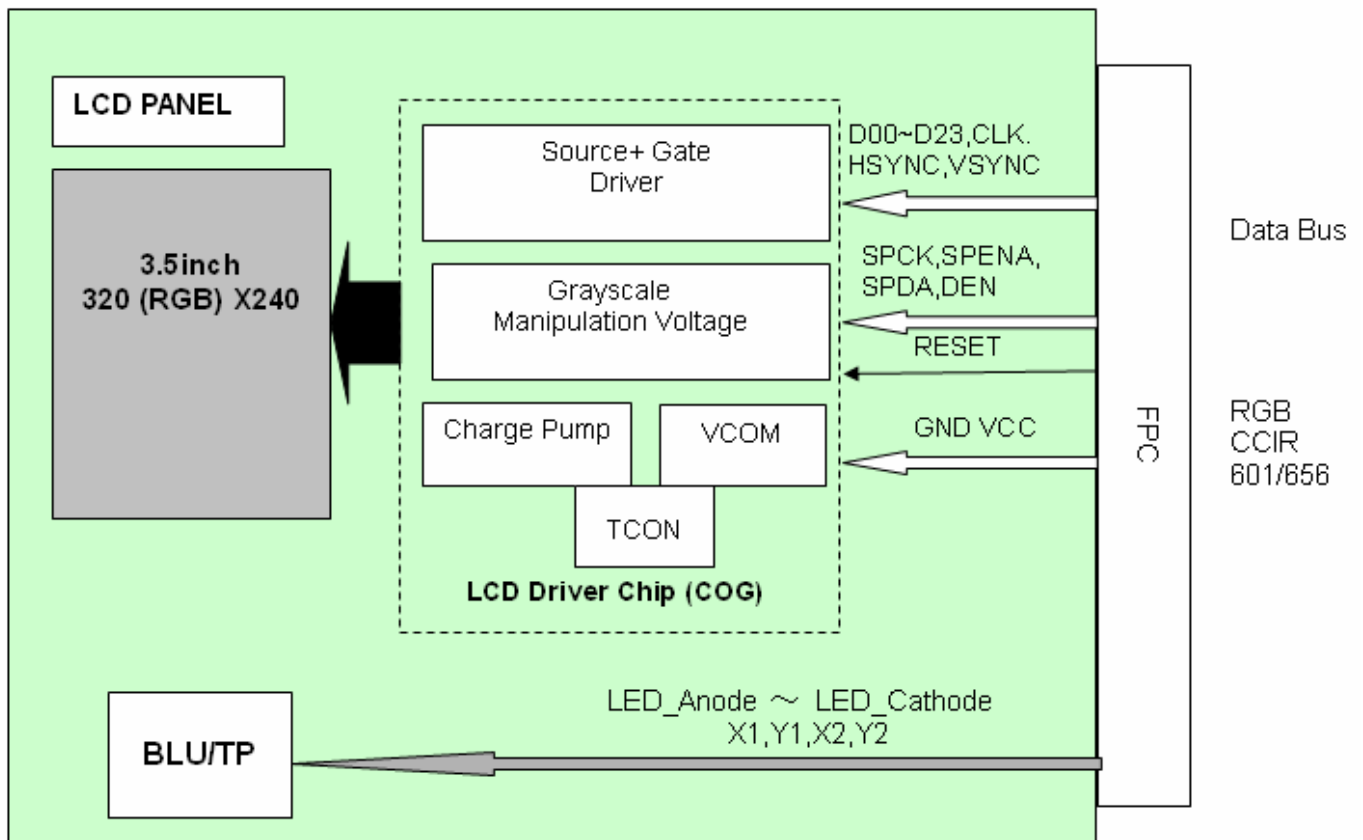 LCD PANEL
3.5inch
320 (RGB) X240
Source+ Gate
Driver
Grayscale
Manipulation Voltage
Charge Pump
VCOM
TCON
LCD Driver Chip (COG)
D00~D23,CLK.
HSYNC,VSYNC
SPCK,SPENA,
SPDA,DEN
RESET
GND VCC
FPC
Data Bus
RGB
CCIR
601/656
BLU/TP
LED_Anode ～ LED_Cathode
X1,Y1,X2,Y2